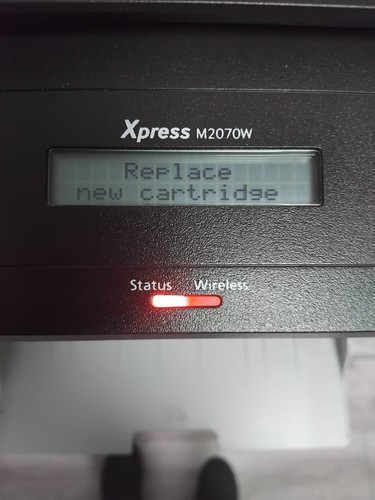 Xpress M2070W
Replace
new cartridge
Status Wireless